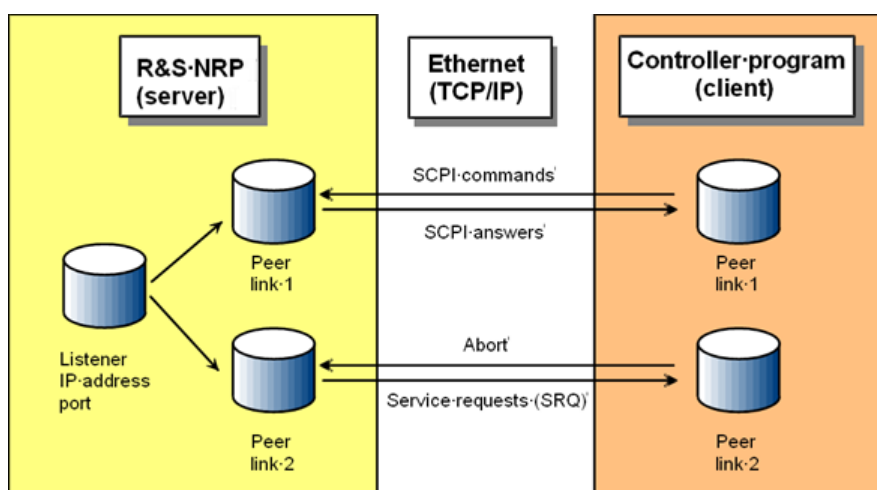 R&S·NRP
(server)
Ethernet
(TCP/IP)
Controller·program
(client)
SCPI·commands
SCPI·answers
Peer
link·1
Peer
link·1
Listener
IP·address
port
Abort
Service·requests·(SRQ)
Peer
link·2
Peer
link·2